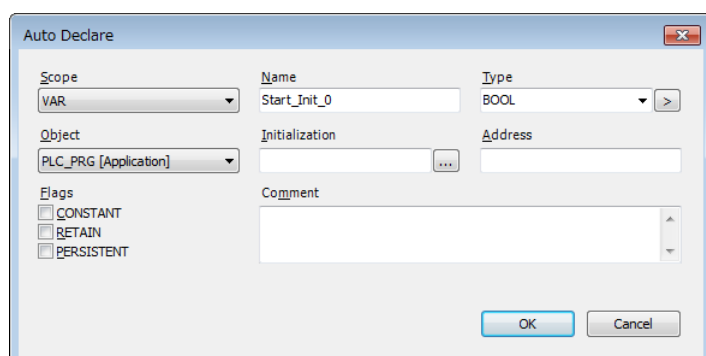 Auto Declare
Scope Name Type
VAR Start_Init_0 BOOL >
Object Initialization Address
PLC_PRG [Application] ...
Flags Comment
CONSTANT
RETAIN
PERSISTENT
OK Cancel